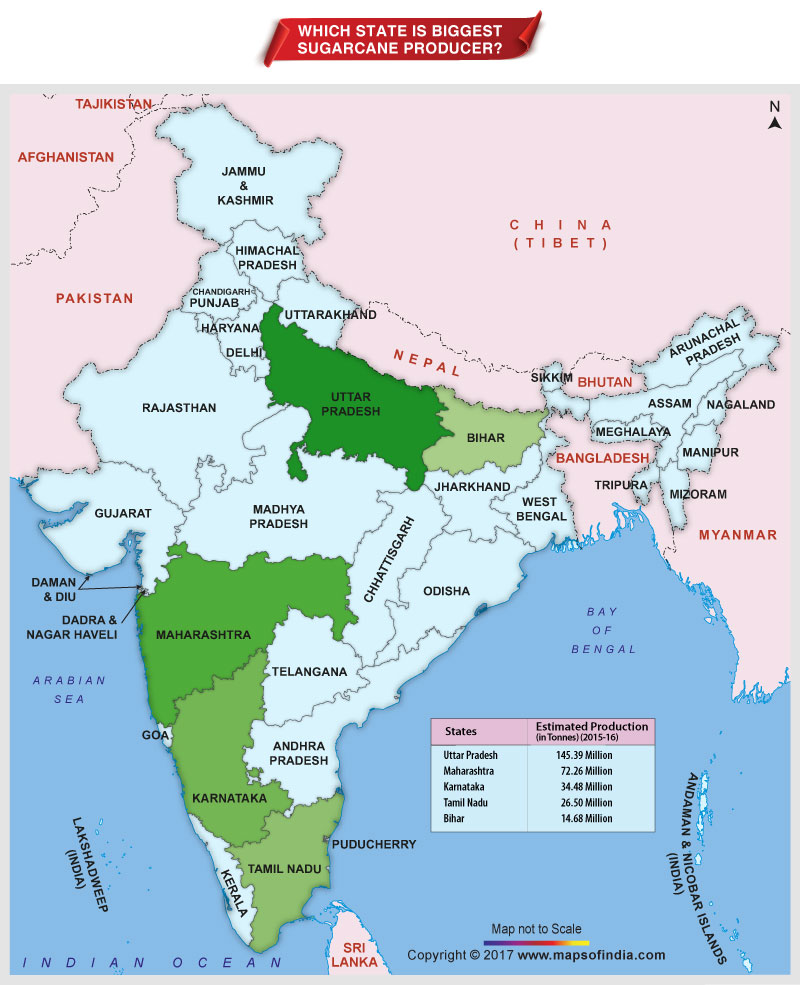 WHICH STATE IS BIGGEST
SUGARCANE PRODUCER?
TAJIKISTAN
N
AFGHANISTAN
JAMMU
&
KASHMIR
CHINA
(TIBET)
HIMACHAL
PRADESH
CHANDIGARH
PUNJAB
PAKISTAN
UTTARAKHAND
HARYANA
DELHI
NEPAL
ARUNACHAL
PRADESH
SIKKIM
BHUTAN
UTTAR
PRADESH
RAJASTHAN
ASSAM
NAGALAND
BIHAR
MEGHALAYA
MANIPUR
BANGLADESH
JHARKHAND
TRIPURA
MIZORAM
WEST
BENGAL
GUJARAT
MADHYA
PRADESH
MYANMAR
CHHATTISGARH
DAMAN
& DIU
ODISHA
DADRA &
NAGAR HAVELI
MAHARASHTRA
BAY
OF
BENGAL
TELANGANA
ARABIAN
SEA
GOA
ANDHRA
PRADESH
States Estimated Production
(in Tonnes) (2015-16)
Uttar Pradesh 145.39 Million
Maharashtra 72.26 Million
Karnataka 34.48 Million
Tamil Nadu 26.50 Million
Bihar 14.68 Million
KARNATAKA
PUDUCHERRY
LAKSHADWEEP
(INDIA)
TAMIL NADU
KERALA
ANDAMAN & NICOBAR ISLANDS
(INDIA)
SRI
LANKA
INDIAN OCEAN
Map not to Scale
Copyright © 2017 www.mapsofindia.com